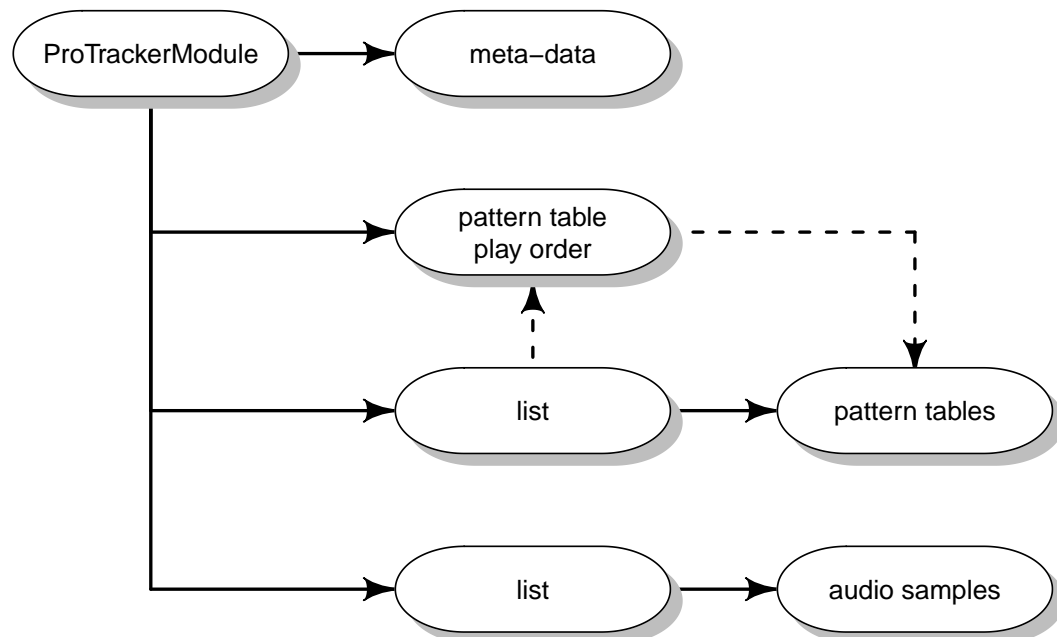 ProTrackerModule
meta−data
pattern table
play order
list
pattern tables
list
audio samples